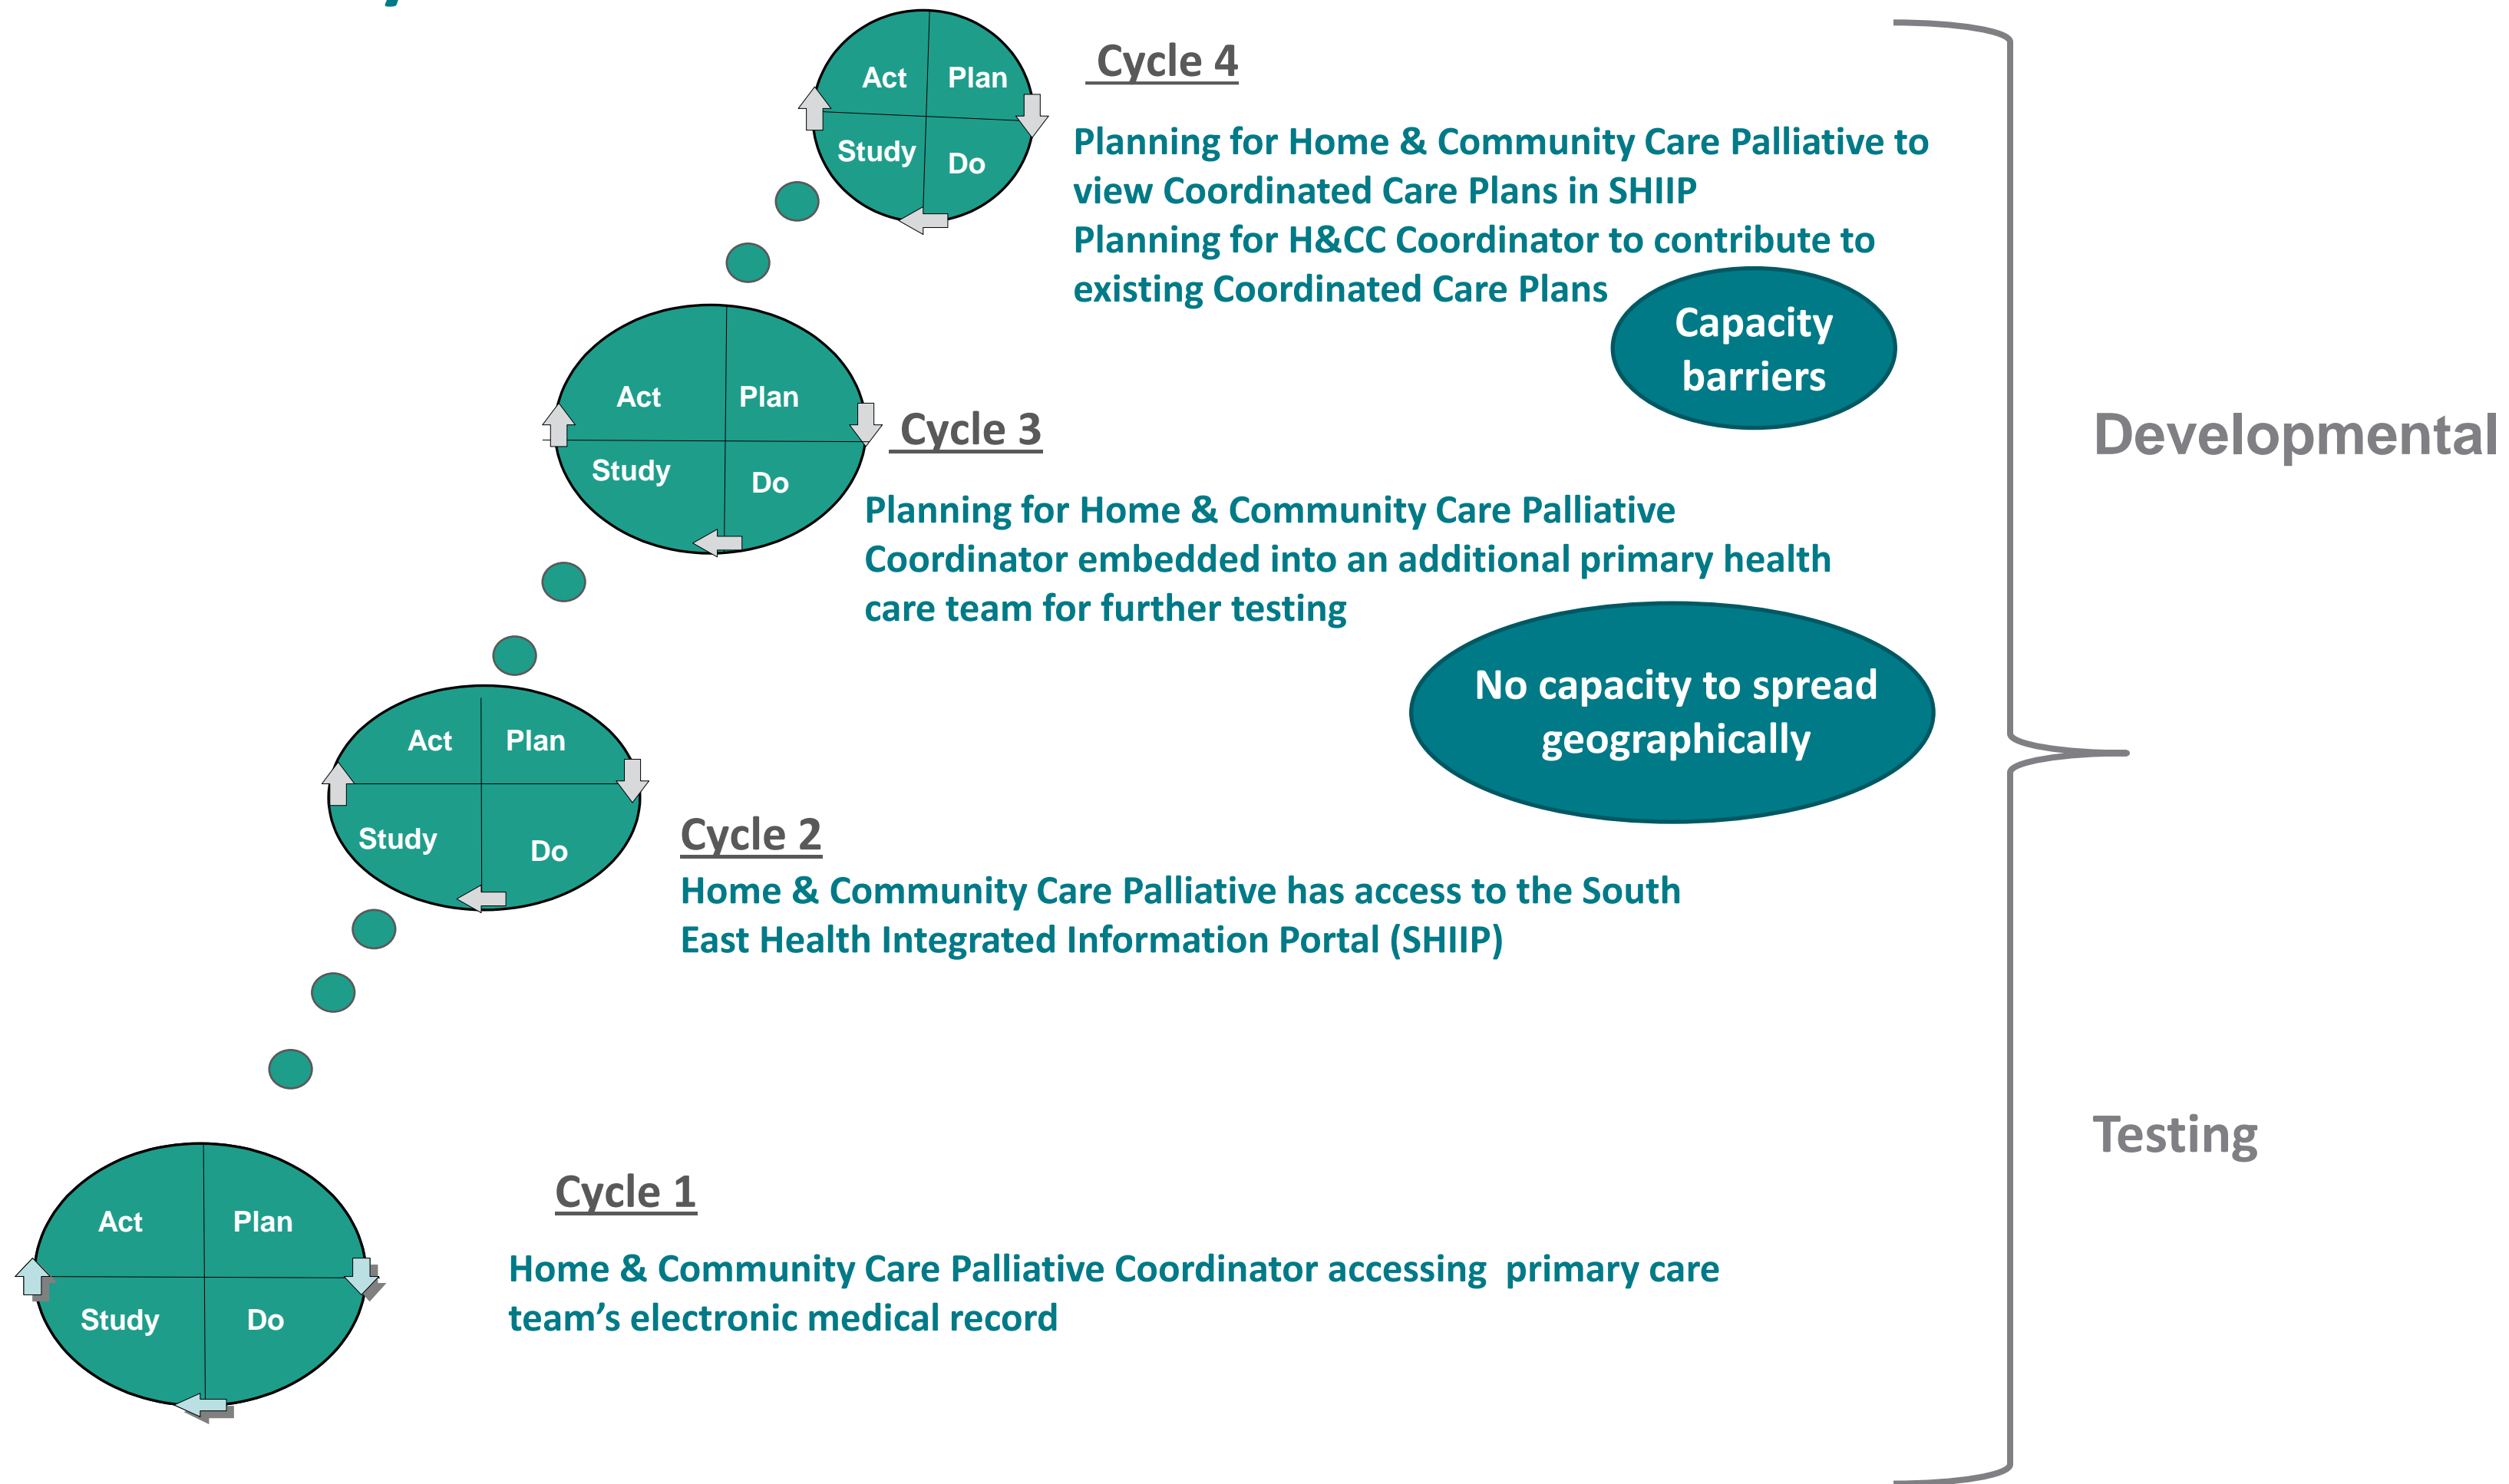 Cycle 4
Act
Plan
Study
Do
Planning for Home & Community Care Palliative to
view Coordinated Care Plans in SHIIP
Planning for H&CC Coordinator to contribute to
existing Coordinated Care Plans
Capacity
barriers
Cycle 3
Act
Plan
Study
Do
Planning for Home & Community Care Palliative
Coordinator embedded into an additional primary health
care team for further testing
No capacity to spread
geographically
Developmental
Cycle 2
Act
Plan
Study
Do
Home & Community Care Palliative has access to the South
East Health Integrated Information Portal (SHIIP)
Testing
Cycle 1
Act
Plan
Study
Do
Home & Community Care Palliative Coordinator accessing  primary care
team’s electronic medical record